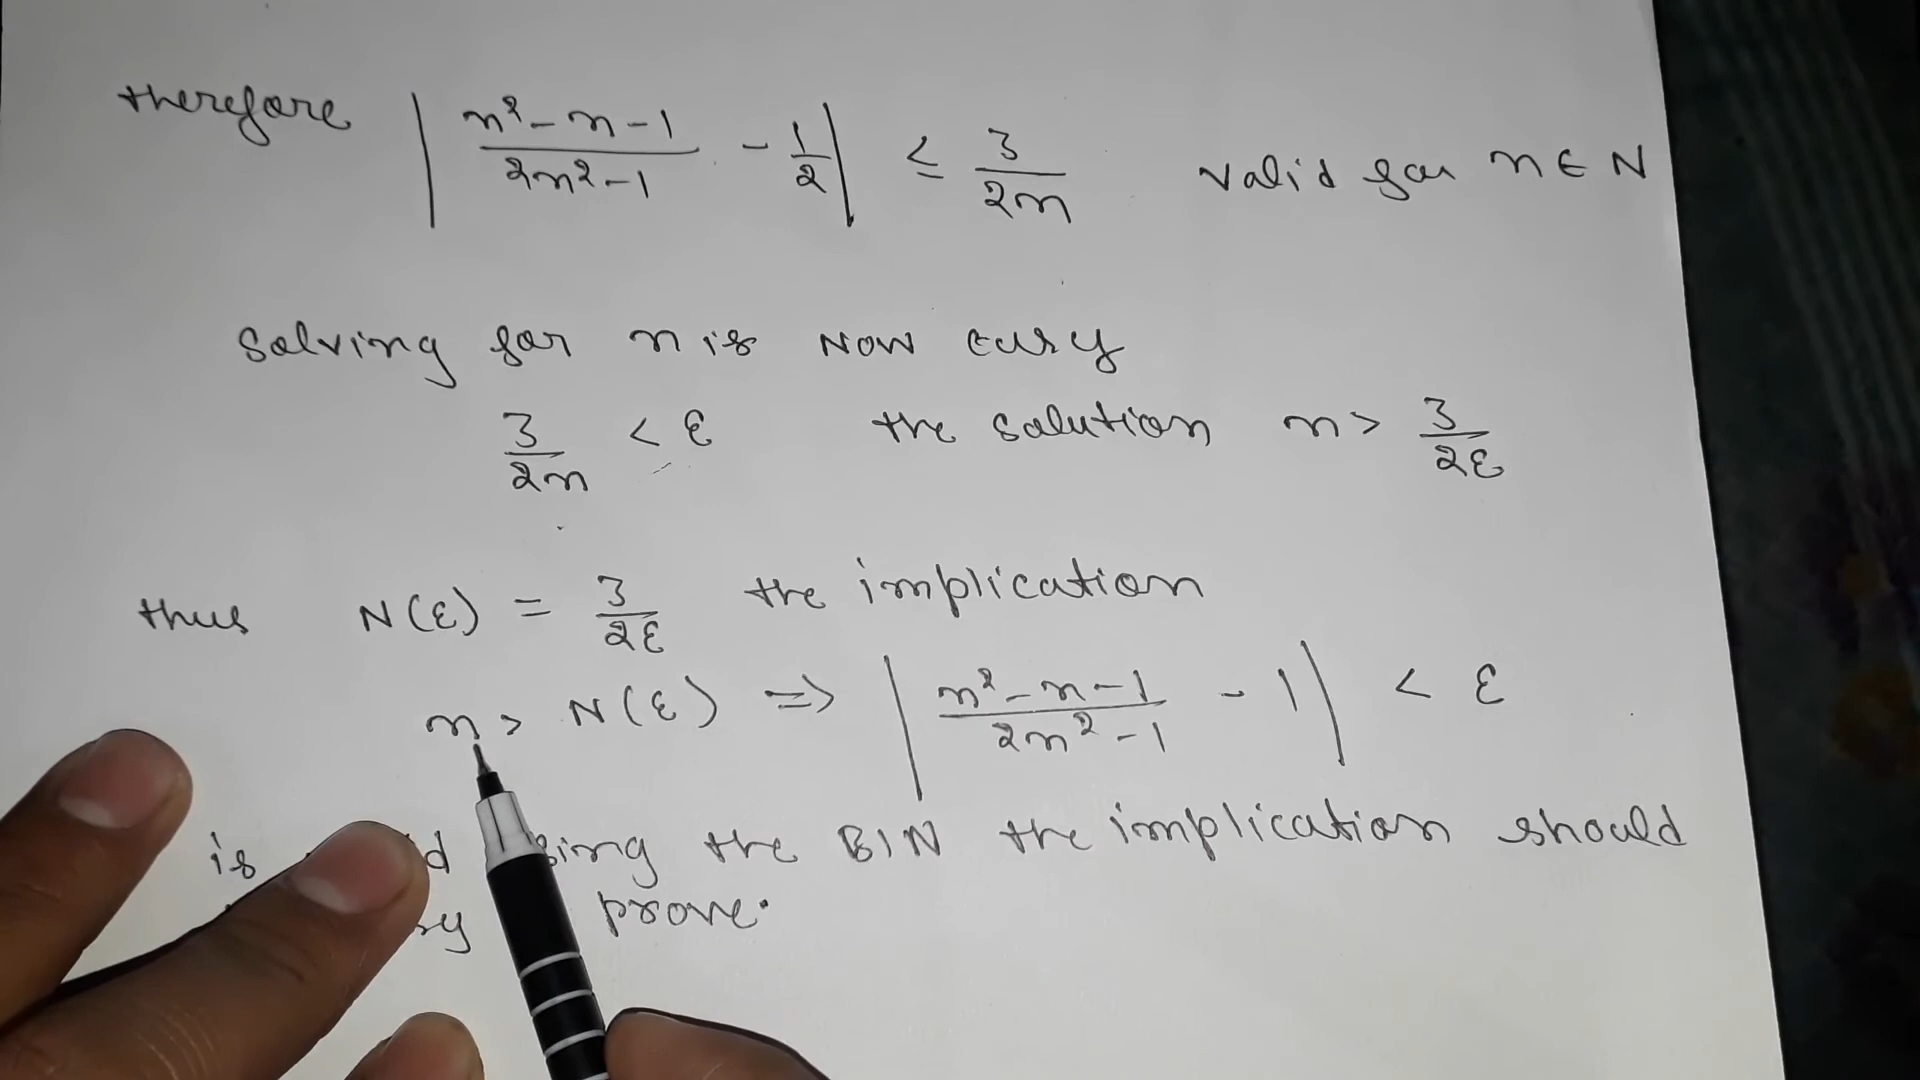 therefore | n²-n-1 / 2n²-1 - 1/2 | ≤ 3/2n valid for n ∈ N
Solving for n is NOW easy
3/2n < ε the solution n > 3/2ε
thus N(ε) = 3/2ε the implication
n > N(ε) => | n²-n-1 / 2n²-1 - 1 | < ε
is the BIN the implication should
prove.